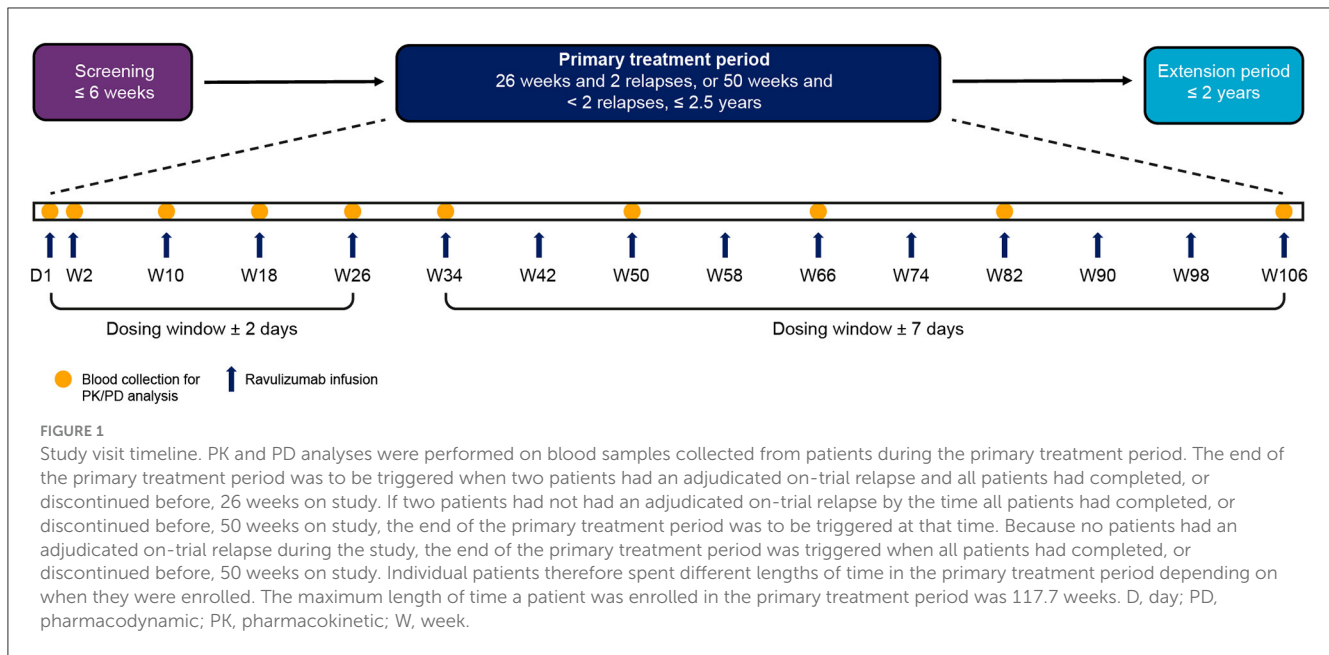 Screening
≤ 6 weeks
Primary treatment period
26 weeks and 2 relapses, or 50 weeks and
< 2 relapses, ≤ 2.5 years
Extension period
≤ 2 years
D1 W2 W10 W18 W26 W34 W42 W50 W58 W66 W74 W82 W90 W98 W106
Dosing window ± 2 days
Dosing window ± 7 days
Blood collection for
PK/PD analysis
Ravulizumab infusion
FIGURE 1
Study visit timeline. PK and PD analyses were performed on blood samples collected from patients during the primary treatment period. The end of
the primary treatment period was to be triggered when two patients had an adjudicated on-trial relapse and all patients had completed, or
discontinued before, 26 weeks on study. If two patients had not had an adjudicated on-trial relapse by the time all patients had completed, or
discontinued before, 50 weeks on study, the end of the primary treatment period was to be triggered at that time. Because no patients had an
adjudicated on-trial relapse during the study, the end of the primary treatment period was triggered when all patients had completed, or
discontinued before, 50 weeks on study. Individual patients therefore spent different lengths of time in the primary treatment period depending on
when they were enrolled. The maximum length of time a patient was enrolled in the primary treatment period was 117.7 weeks. D, day; PD,
pharmacodynamic; PK, pharmacokinetic; W, week.